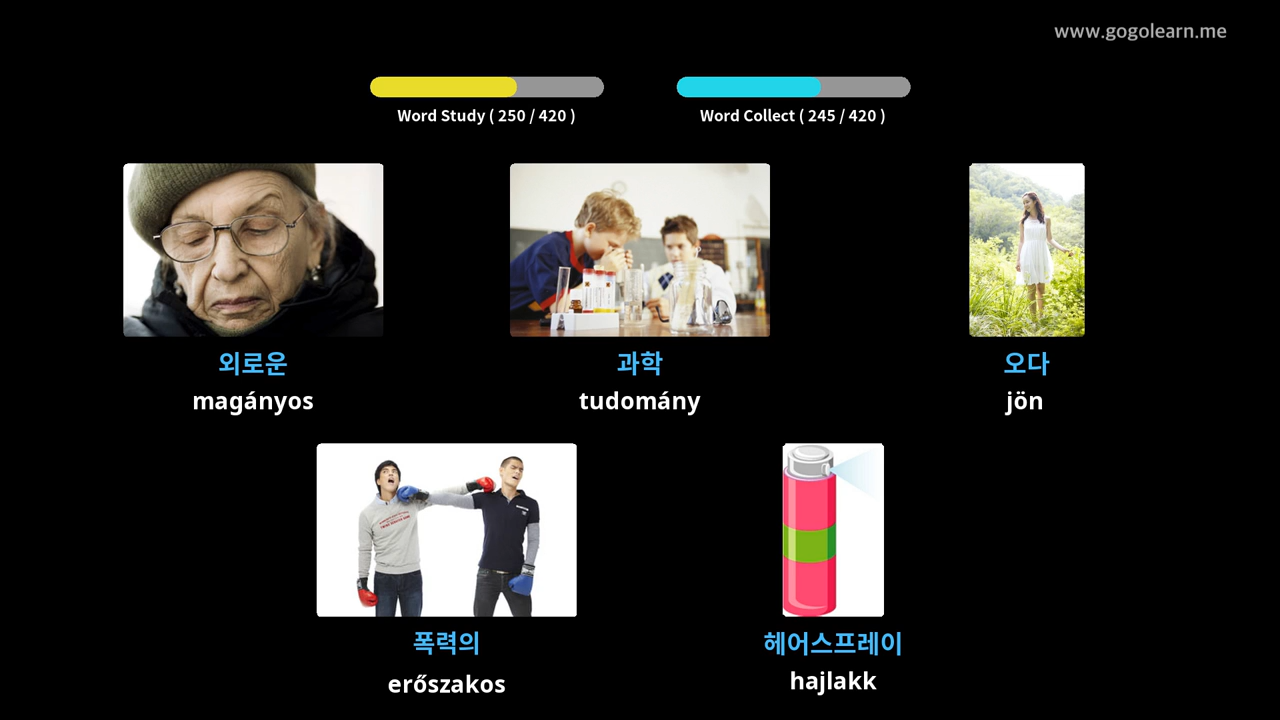 www.gogolearn.me
Word Study ( 250 / 420 )
Word Collect ( 245 / 420 )
외로운
magányos
과학
tudomány
오다
jön
폭력의
erőszakos
헤어스프레이
hajlakk